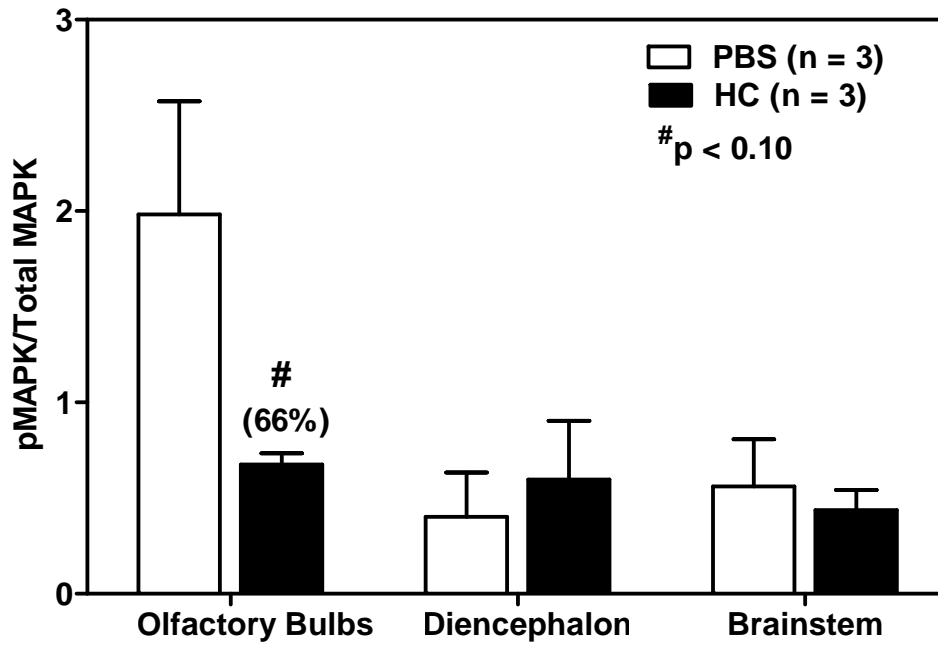 3
2
1
0
pMAPK/Total MAPK
PBS (n = 3)
HC (n = 3)
#p < 0.10
#
(66%)
Olfactory Bulbs
Diencephalon
Brainstem